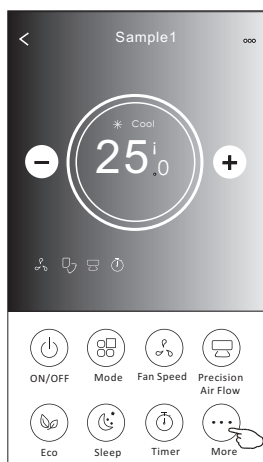 Sample1
Cool
25.0
ON/OFF
Mode
Fan Speed
Precision
Air Flow
Eco
Sleep
Timer
More